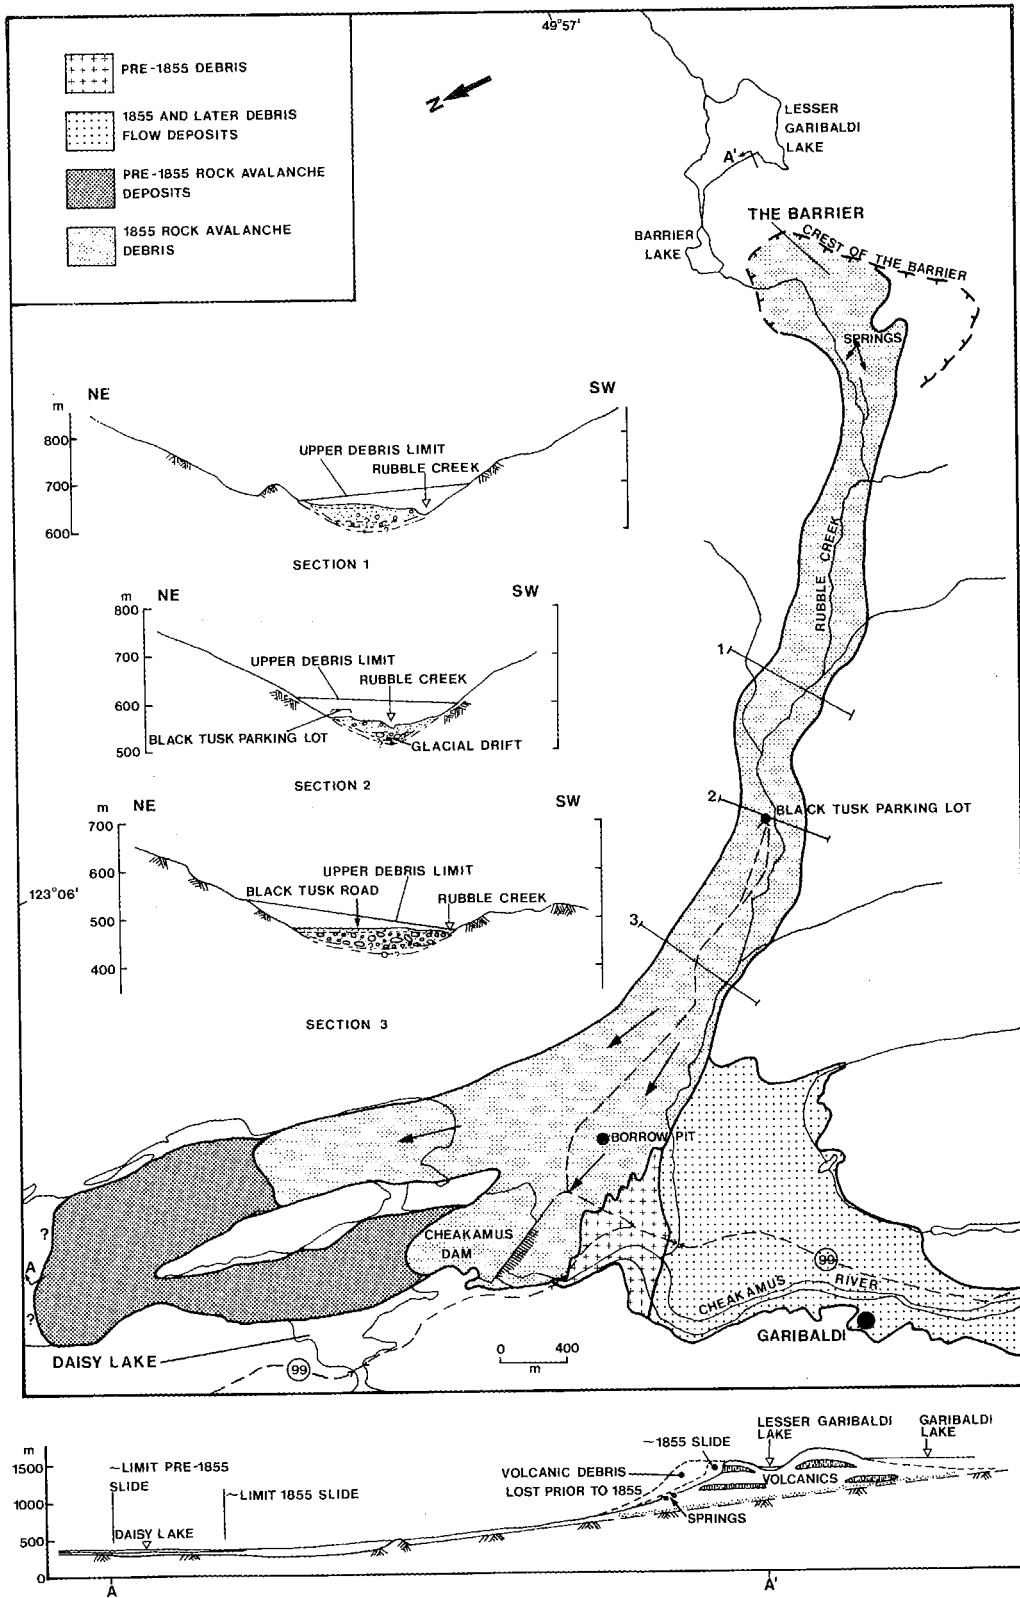 PRE-1855 DEBRIS
1855 AND LATER DEBRIS
FLOW DEPOSITS
PRE-1855 ROCK AVALANCHE
DEPOSITS
1855 ROCK AVALANCHE
DEBRIS
49°57'
N
LESSER
GARIBALDI
LAKE
A'
THE BARRIER
BARRIER
LAKE
CREST OF THE BARRIER
SPRINGS
RUBBLE CREEK
1
2
BLACK TUSK PARKING LOT
3
NE
SW
m
800
700
600
UPPER DEBRIS LIMIT
RUBBLE CREEK
SECTION 1
m
NE
SW
800
700
600
500
UPPER DEBRIS LIMIT
RUBBLE CREEK
BLACK TUSK PARKING LOT
GLACIAL DRIFT
SECTION 2
m
NE
SW
700
600
500
400
UPPER DEBRIS LIMIT
BLACK TUSK ROAD
RUBBLE CREEK
SECTION 3
123°06'
BORROW PIT
CHEAKAMUS
DAM
?
A
?
99
CHEAKAMUS RIVER
GARIBALDI
DAISY LAKE
99
0 400
m
m
1500
1000
500
0
~LIMIT PRE-1855
SLIDE
~LIMIT 1855 SLIDE
DAISY LAKE
VOLCANIC DEBRIS
LOST PRIOR TO 1855
~1855 SLIDE
LESSER GARIBALDI
LAKE
GARIBALDI
LAKE
VOLCANICS
SPRINGS
A
A'